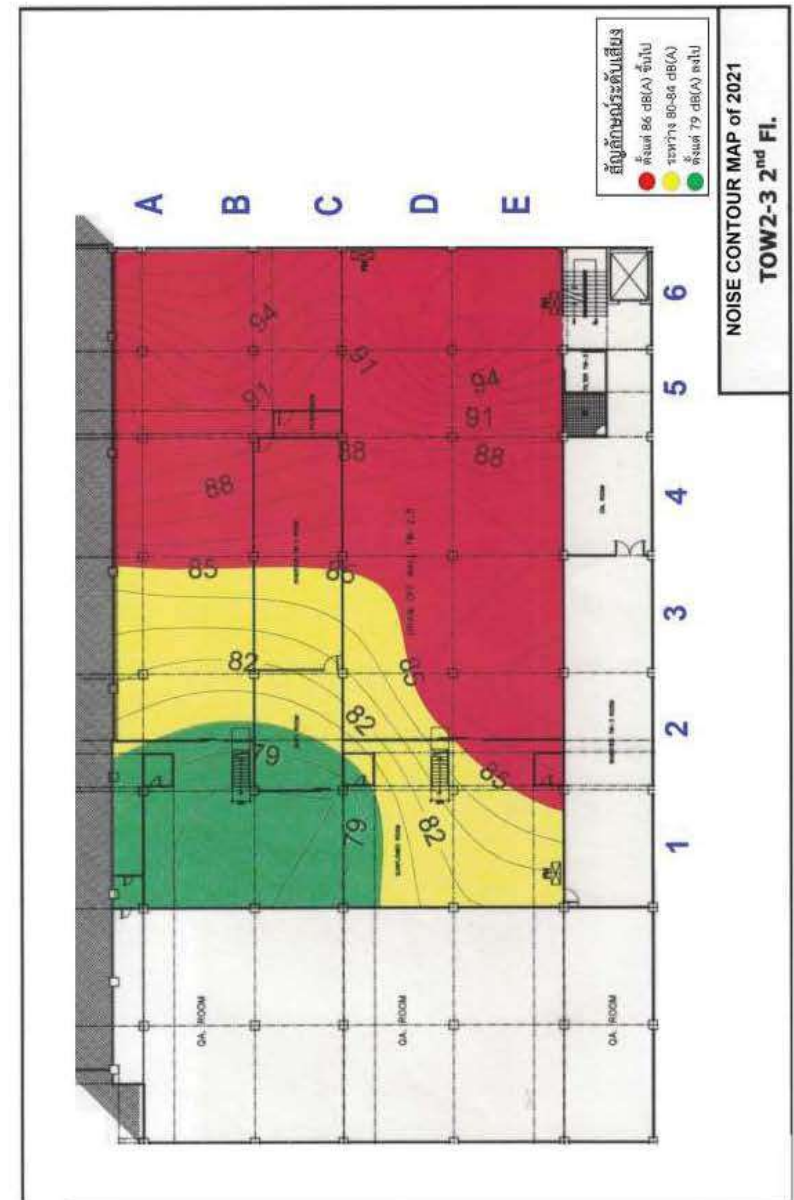 สัญลักษณ์ระดับเสียง
ตั้งแต่ 86 dB(A) ขึ้นไป
ระหว่าง 80-84 dB(A)
ตั้งแต่ 79 dB(A) ลงไป
NOISE CONTOUR MAP of 2021
TOW2-3 2nd Fl.
A
B
C
D
E
6
5
4
3
2
1
94
91
91
94
91
88
88
88
85
85
85
85
82
82
82
79
79
QA. ROOM
QA. ROOM
QA. ROOM